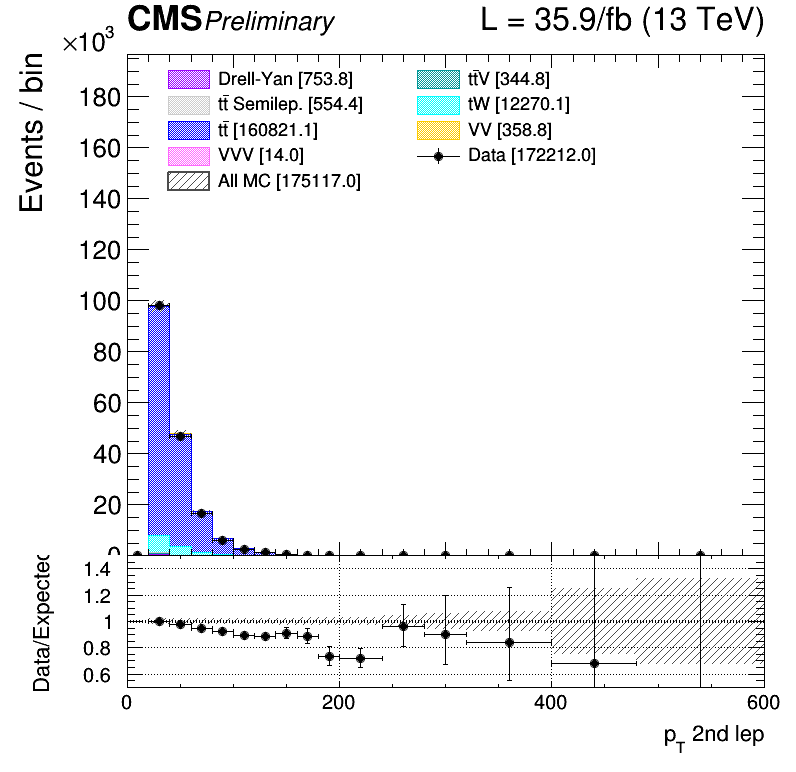 CMS Preliminary L = 35.9/fb (13 TeV)
×10³
Events / bin
180
160
140
120
100
80
60
40
20
0
Drell-Yan [753.8]
tt̄ Semilep. [554.4]
tt̄ [160821.1]
VVV [14.0]
All MC [175117.0]
tt̄V [344.8]
tW [12270.1]
VV [358.8]
Data [172212.0]
Data/Expected
1.4
1.2
1
0.8
0.6
0 200 400 600
p_T 2nd lep